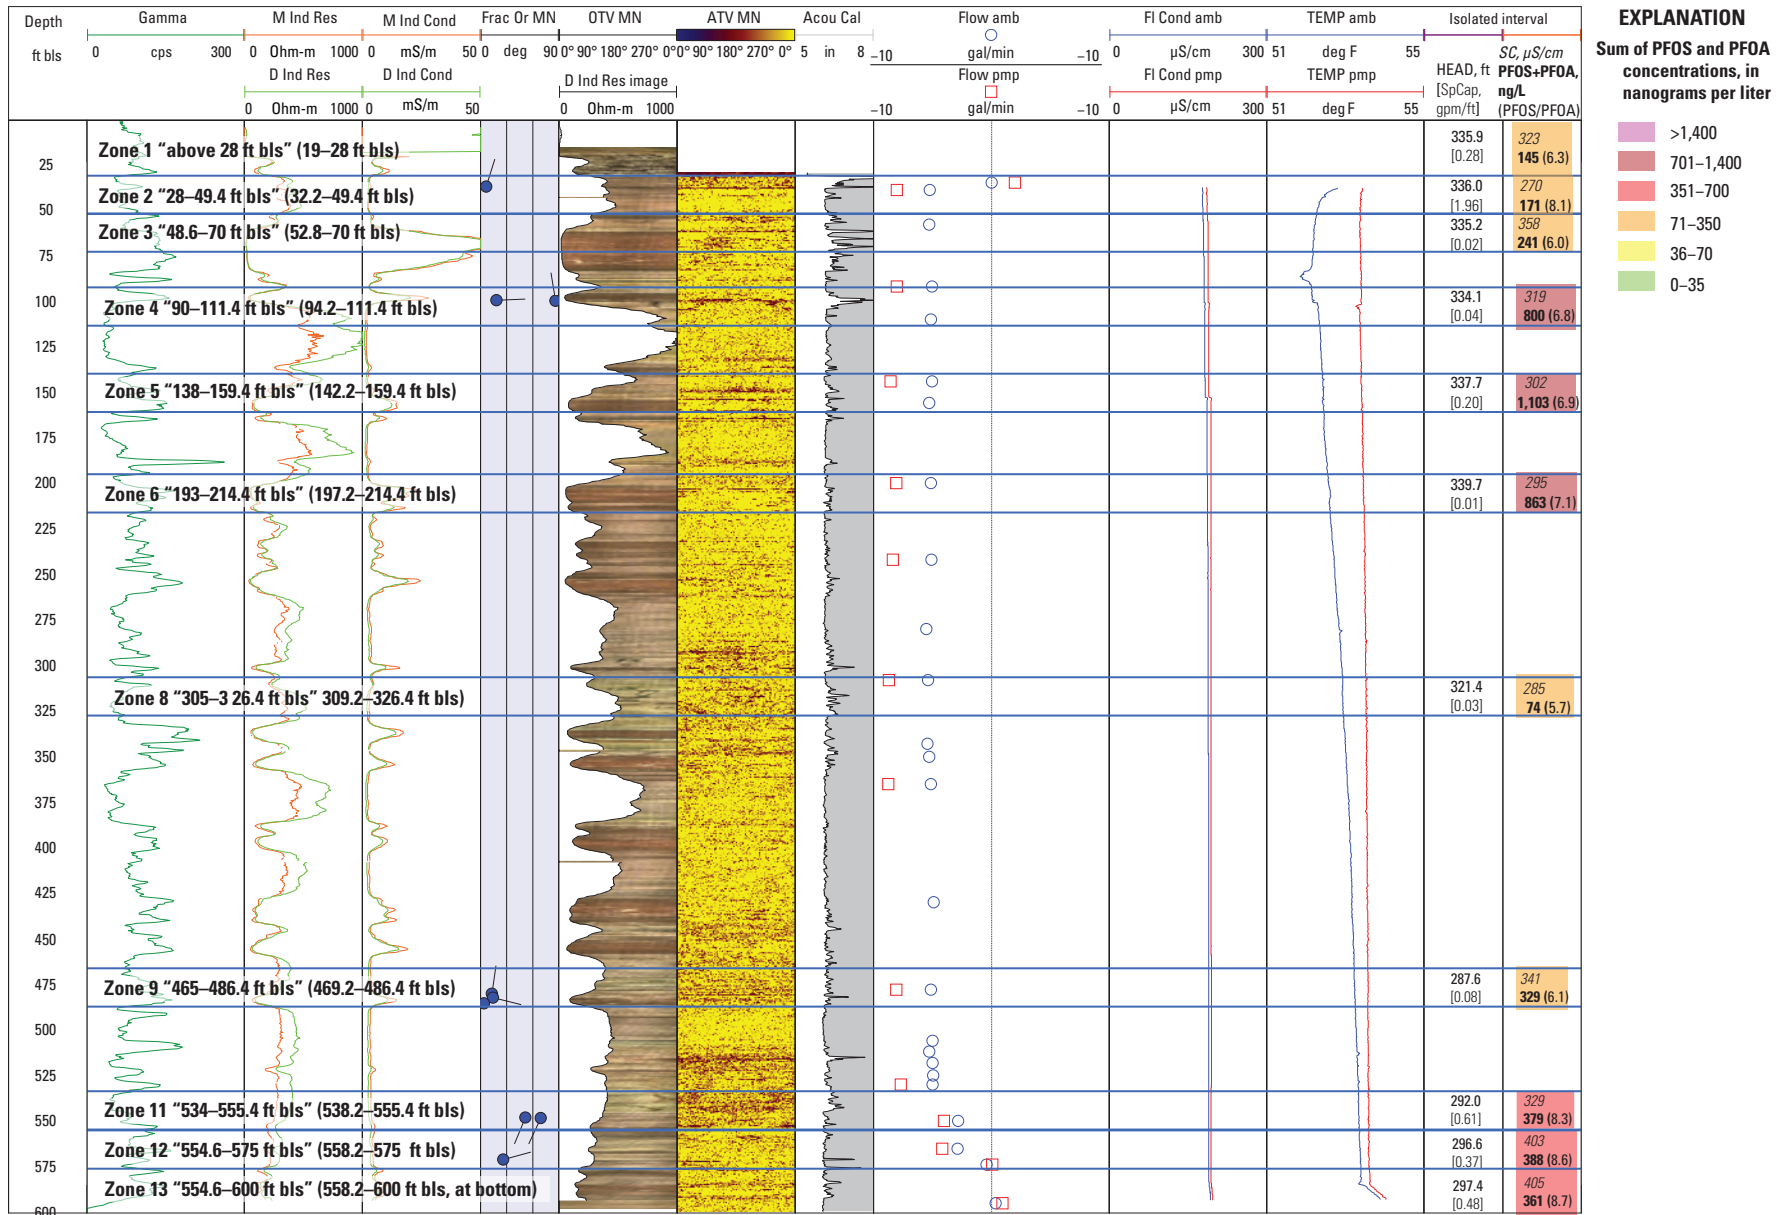 Depth
ft bls
Gamma
0 cps 300
M Ind Res
0 Ohm-m 1000
D Ind Res
0 Ohm-m 1000
M Ind Cond
0 mS/m 50
D Ind Cond
0 mS/m 50
Frac Or MN
0 deg 90
OTV MN
0° 90° 180° 270° 0°
D Ind Res image
0 Ohm-m 1000
ATV MN
0° 90° 180° 270° 0°
Acou Cal
5 in 8
Flow amb
−10 gal/min −10
Flow pmp
−10 gal/min −10
Fl Cond amb
0 µS/cm 300
Fl Cond pmp
0 µS/cm 300
TEMP amb
51 deg F 55
TEMP pmp
51 deg F 55
Isolated interval
HEAD, ft
[SpCap,
gpm/ft]
SC, µS/cm
PFOS+PFOA,
ng/L
(PFOS/PFOA)
EXPLANATION
Sum of PFOS and PFOA
concentrations, in
nanograms per liter
>1,400
701–1,400
351–700
71–350
36–70
0–35
25
50
75
100
125
150
175
200
225
250
275
300
325
350
375
400
425
450
475
500
525
550
575
600
Zone 1 “above 28 ft bls” (19–28 ft bls)
335.9
[0.28]
323
145 (6.3)
Zone 2 “28–49.4 ft bls” (32.2–49.4 ft bls)
336.0
[1.96]
270
171 (8.1)
Zone 3 “48.6–70 ft bls” (52.8–70 ft bls)
335.2
[0.02]
358
241 (6.0)
Zone 4 “90–111.4 ft bls” (94.2–111.4 ft bls)
334.1
[0.04]
319
800 (6.8)
Zone 5 “138–159.4 ft bls” (142.2–159.4 ft bls)
337.7
[0.20]
302
1,103 (6.9)
Zone 6 “193–214.4 ft bls” (197.2–214.4 ft bls)
339.7
[0.01]
295
863 (7.1)
Zone 8 “305–3 26.4 ft bls” 309.2–326.4 ft bls)
321.4
[0.03]
285
74 (5.7)
Zone 9 “465–486.4 ft bls” (469.2–486.4 ft bls)
287.6
[0.08]
341
329 (6.1)
Zone 11 “534–555.4 ft bls” (538.2–555.4 ft bls)
292.0
[0.61]
329
379 (8.3)
Zone 12 “554.6–575 ft bls” (558.2–575 ft bls)
296.6
[0.37]
403
388 (8.6)
Zone 13 “554.6–600 ft bls” (558.2–600 ft bls, at bottom)
297.4
[0.48]
405
361 (8.7)